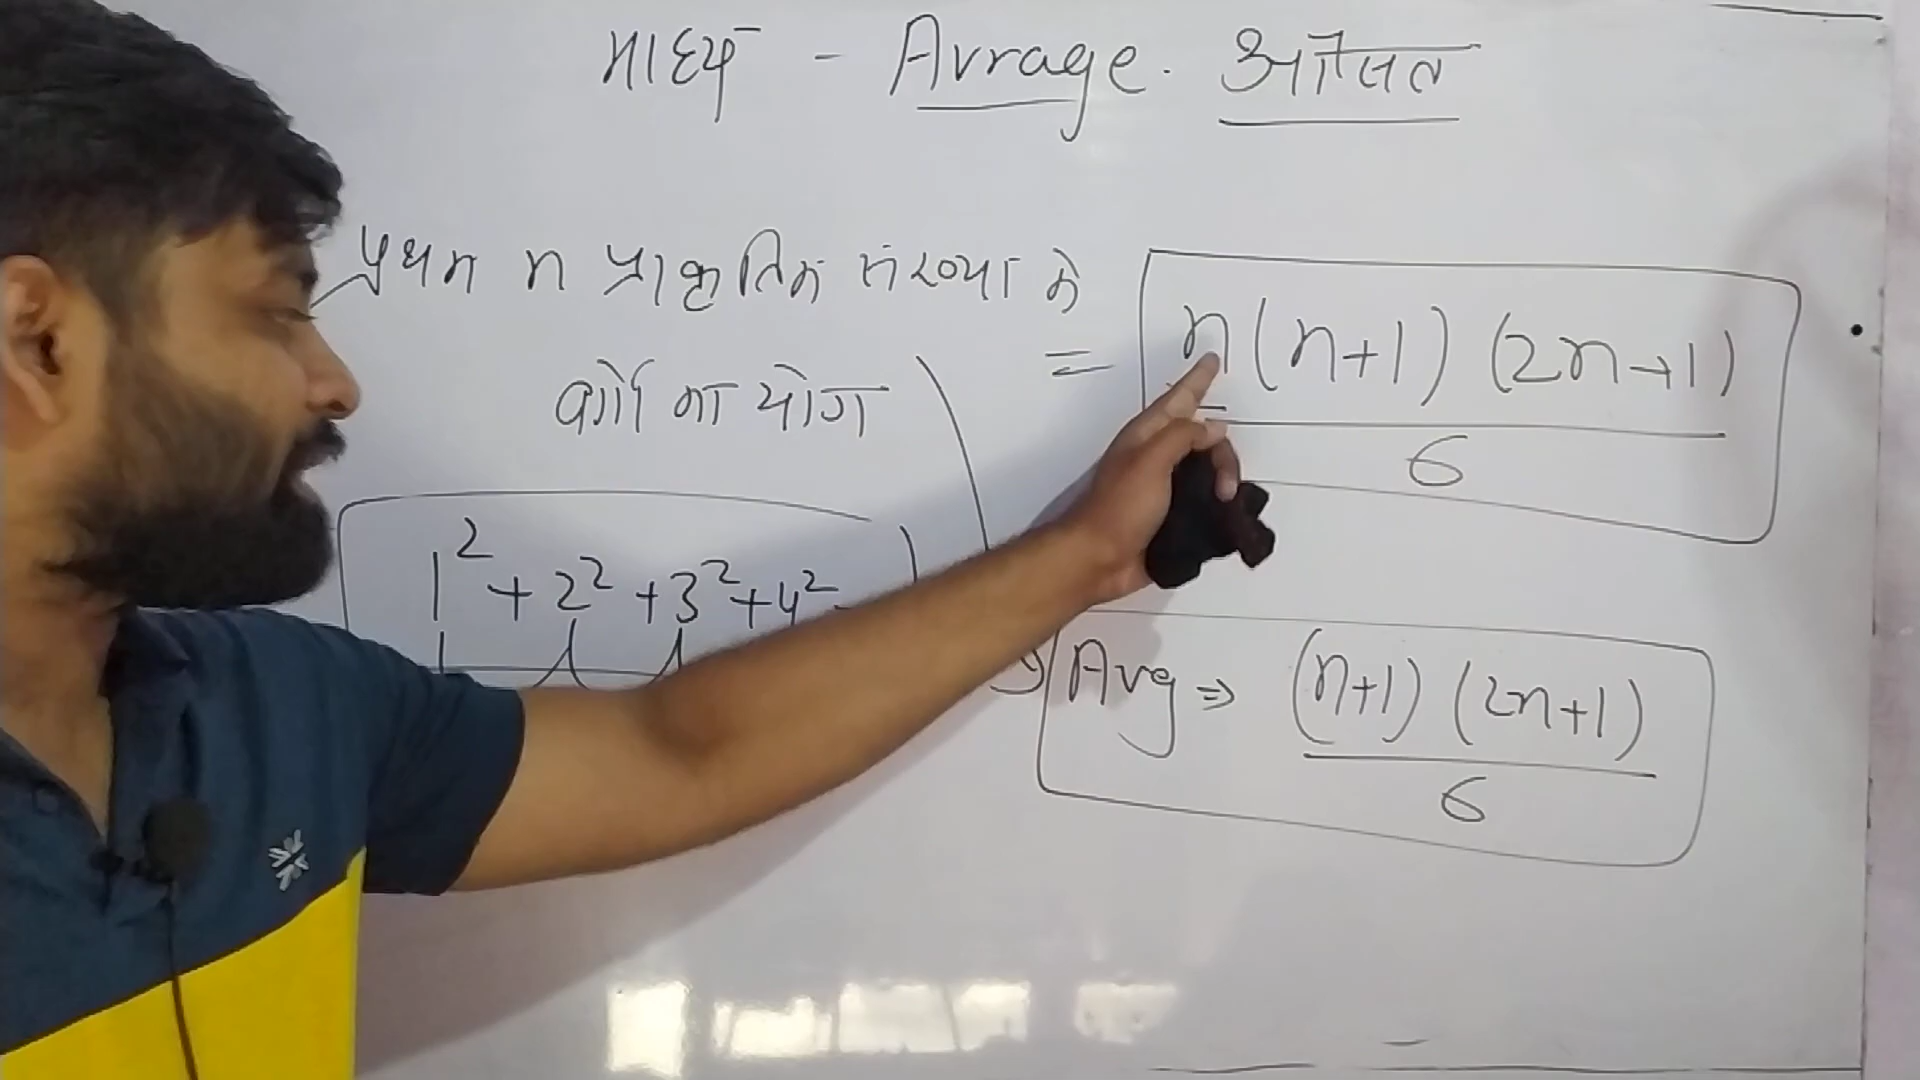 माध्य - Avrage. औसत
प्रथम n प्राकृतिक संख्या के
वर्गो का योग
= n(n+1) (2n+1)
6
1² + 2² + 3² + 4²
Avg ⇒ (n+1) (2n+1)
6